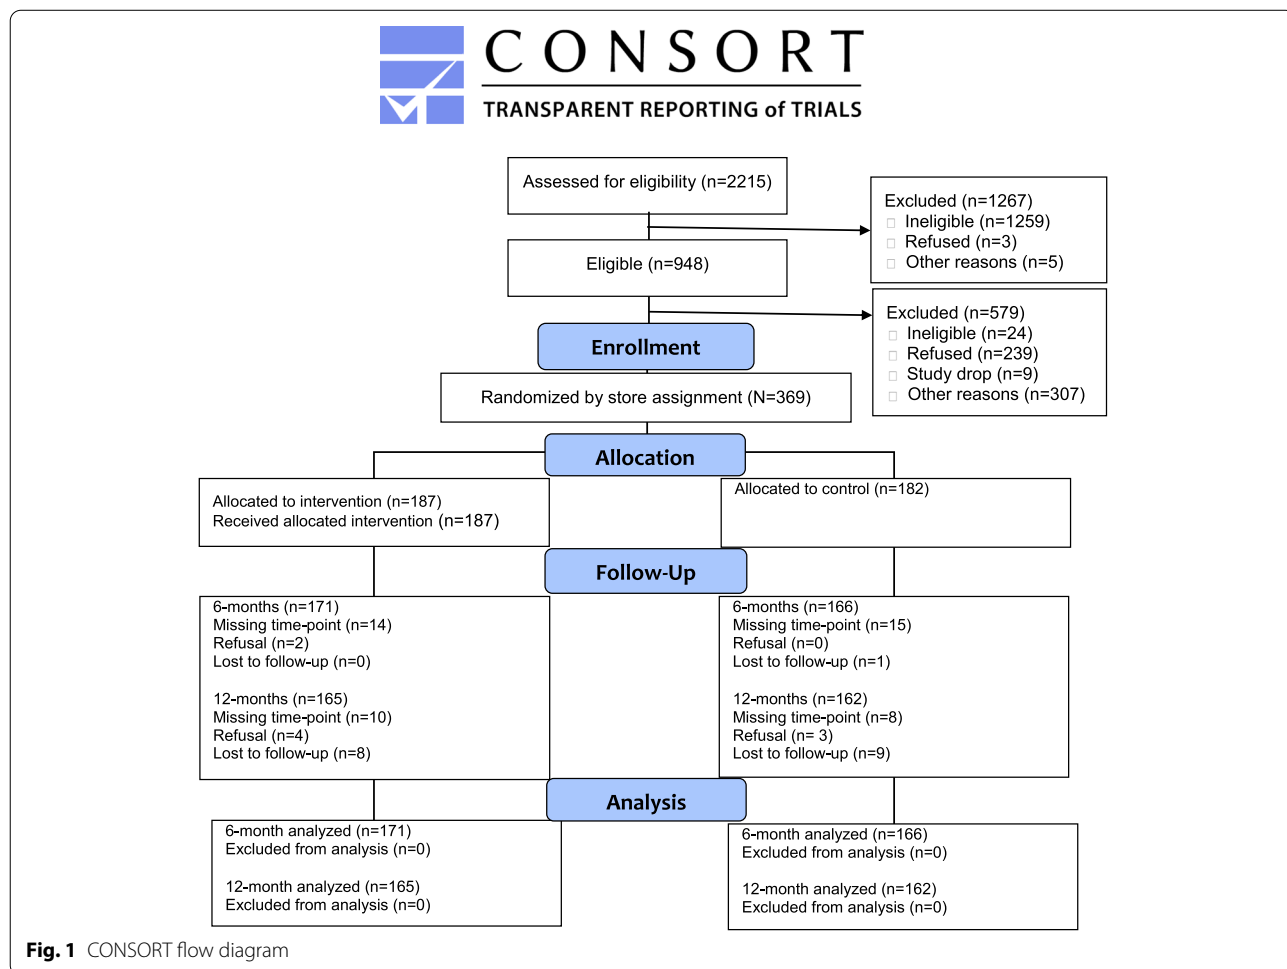 CONSORT
TRANSPARENT REPORTING of TRIALS
Assessed for eligibility (n=2215)
Excluded (n=1267)
Ineligible (n=1259)
Refused (n=3)
Other reasons (n=5)
Eligible (n=948)
Excluded (n=579)
Ineligible (n=24)
Refused (n=239)
Study drop (n=9)
Other reasons (n=307)
Enrollment
Randomized by store assignment (N=369)
Allocation
Allocated to intervention (n=187)
Received allocated intervention (n=187)
Allocated to control (n=182)
Follow-Up
6-months (n=171)
Missing time-point (n=14)
Refusal (n=2)
Lost to follow-up (n=0)
12-months (n=165)
Missing time-point (n=10)
Refusal (n=4)
Lost to follow-up (n=8)
6-months (n=166)
Missing time-point (n=15)
Refusal (n=0)
Lost to follow-up (n=1)
12-months (n=162)
Missing time-point (n=8)
Refusal (n= 3)
Lost to follow-up (n=9)
Analysis
6-month analyzed (n=171)
Excluded from analysis (n=0)
12-month analyzed (n=165)
Excluded from analysis (n=0)
6-month analyzed (n=166)
Excluded from analysis (n=0)
12-month analyzed (n=162)
Excluded from analysis (n=0)
Fig. 1 CONSORT flow diagram